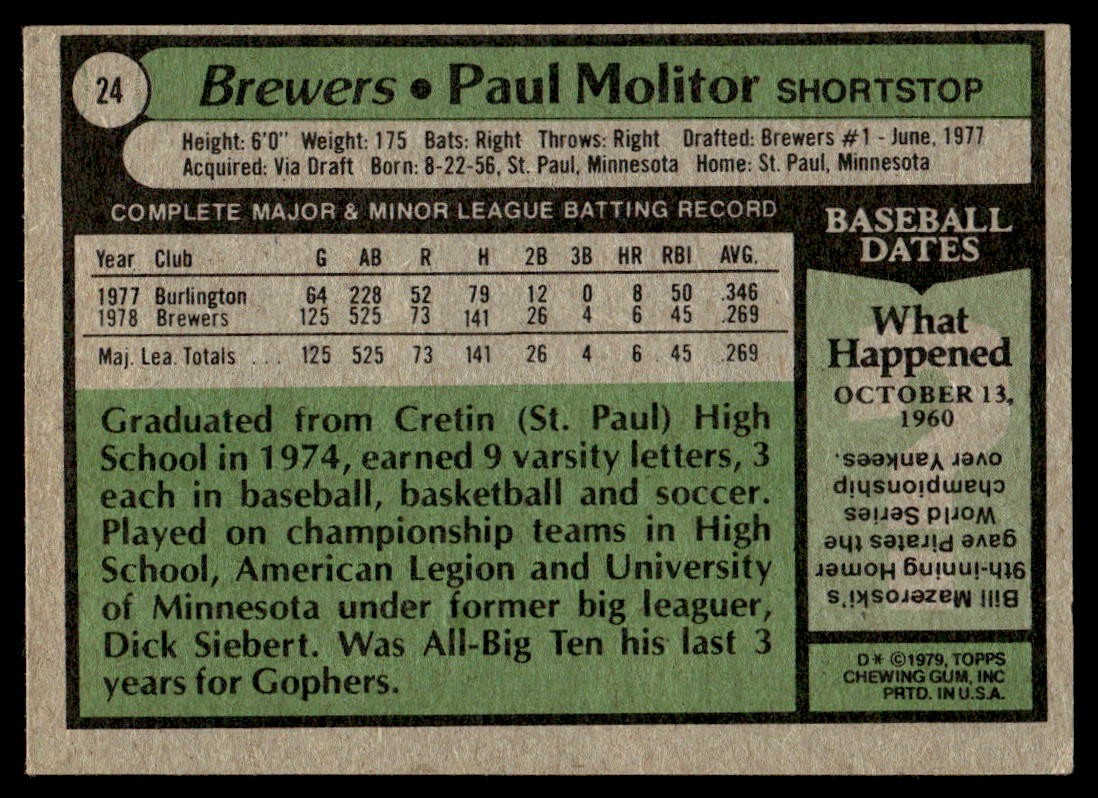 24
Brewers • Paul Molitor SHORTSTOP
Height: 6'0" Weight: 175 Bats: Right Throws: Right Drafted: Brewers #1 - June, 1977
Acquired: Via Draft Born: 8-22-56, St. Paul, Minnesota Home: St. Paul, Minnesota
COMPLETE MAJOR & MINOR LEAGUE BATTING RECORD
Year Club G AB R H 2B 3B HR RBI AVG.
1977 Burlington 64 228 52 79 12 0 8 50 .346
1978 Brewers 125 525 73 141 26 4 6 45 .269
Maj. Lea. Totals . . . 125 525 73 141 26 4 6 45 .269
Graduated from Cretin (St. Paul) High
School in 1974, earned 9 varsity letters, 3
each in baseball, basketball and soccer.
Played on championship teams in High
School, American Legion and University
of Minnesota under former big leaguer,
Dick Siebert. Was All-Big Ten his last 3
years for Gophers.
BASEBALL
DATES
What
Happened
OCTOBER 13,
1960
Bill Mazeroski's
9th-inning Homer
gave Pirates the
World Series
championship
over Yankees.
D* ©1979, TOPPS
CHEWING GUM, INC
PRTD. IN U.S.A.